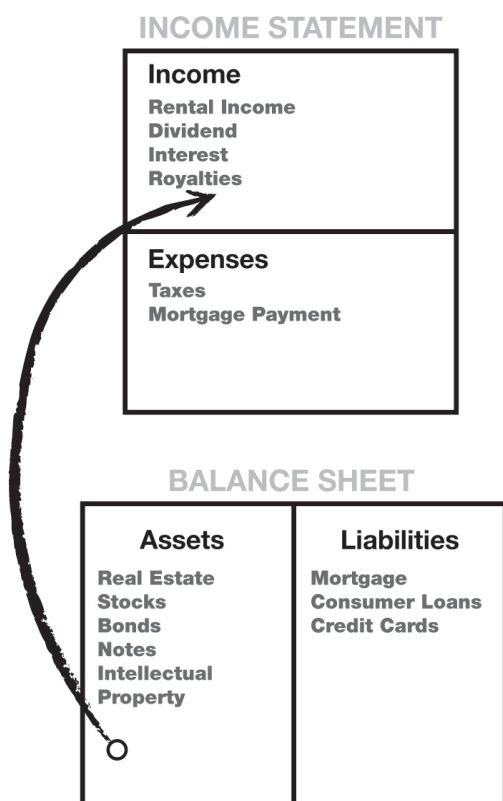 INCOME STATEMENT
Income
Rental Income
Dividend
Interest
Royalties
Expenses
Taxes
Mortgage Payment
BALANCE SHEET
Assets
Real Estate
Stocks
Bonds
Notes
Intellectual
Property
Liabilities
Mortgage
Consumer Loans
Credit Cards